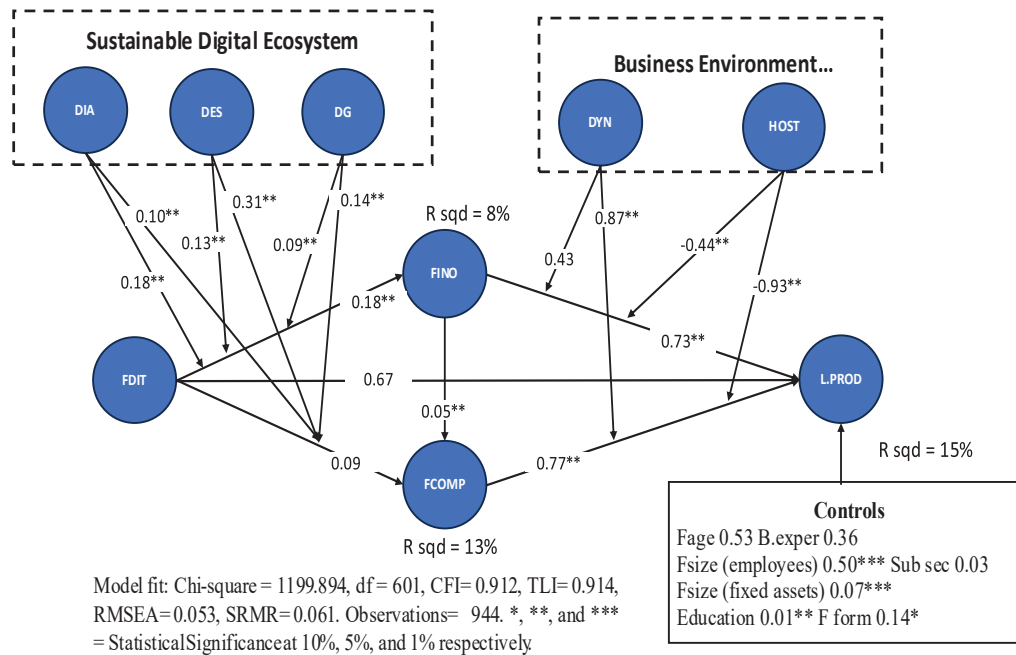 Sustainable Digital Ecosystem
Business Environment...
DIA
DES
DG
DYN
HOST
0.10**
0.31**
0.14**
R sqd = 8%
0.87**
0.13**
0.09**
0.43
-0.44**
0.18**
FINO
-0.93**
0.18**
0.73**
FDIT
0.67
L.PROD
0.05**
0.09
FCOMP
0.77**
R sqd = 15%
R sqd = 13%
Controls
Fage 0.53 B.exper 0.36
Fsize (employees) 0.50*** Sub sec 0.03
Fsize (fixed assets) 0.07***
Education 0.01** F form 0.14*
Model fit: Chi-square = 1199.894, df = 601, CFI= 0.912, TLI= 0.914,
RMSEA= 0.053, SRMR= 0.061. Observations= 944. *, **, and ***
= StatisticalSignificanceat 10%, 5%, and 1% respectively.